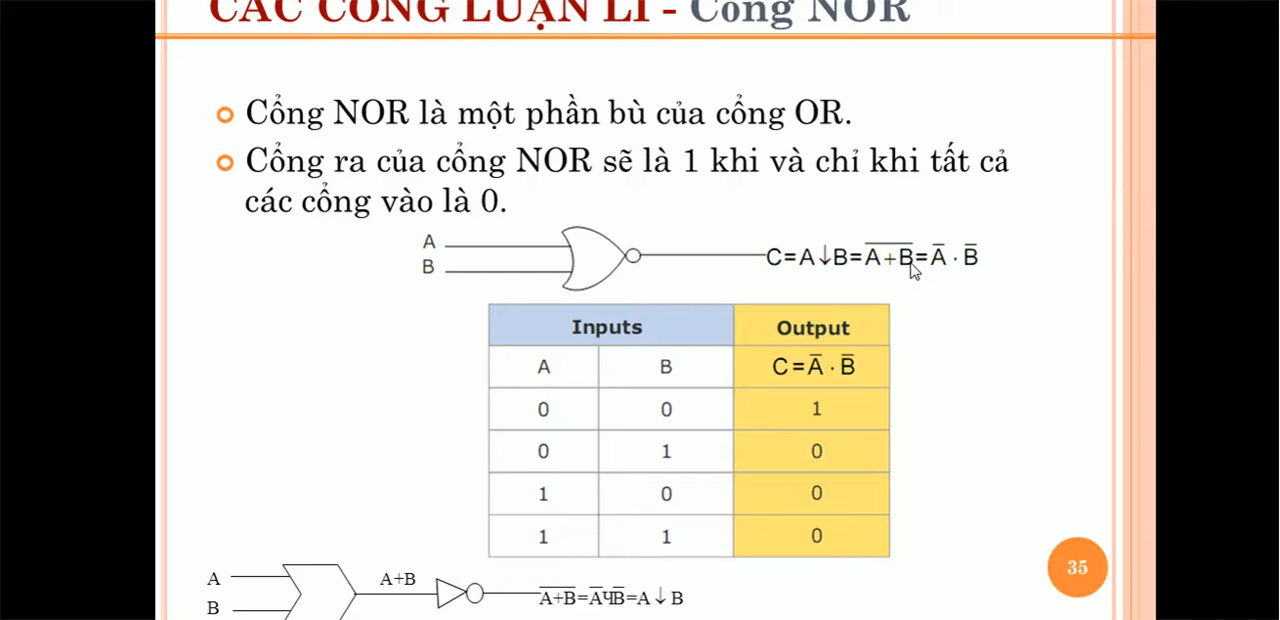 CÁC CỔNG LUẬN LÍ - Cổng NOR
Cổng NOR là một phần bù của cổng OR.
Cổng ra của cổng NOR sẽ là 1 khi và chỉ khi tất cả
các cổng vào là 0.
A
B
C=A↓B=A̅+̅B̅=A̅ · B̅
Inputs Output
A B C=A̅ · B̅
0 0 1
0 1 0
1 0 0
1 1 0
35
A
B
A+B
A̅+̅B̅=A̅ЧB̅=A ↓ B